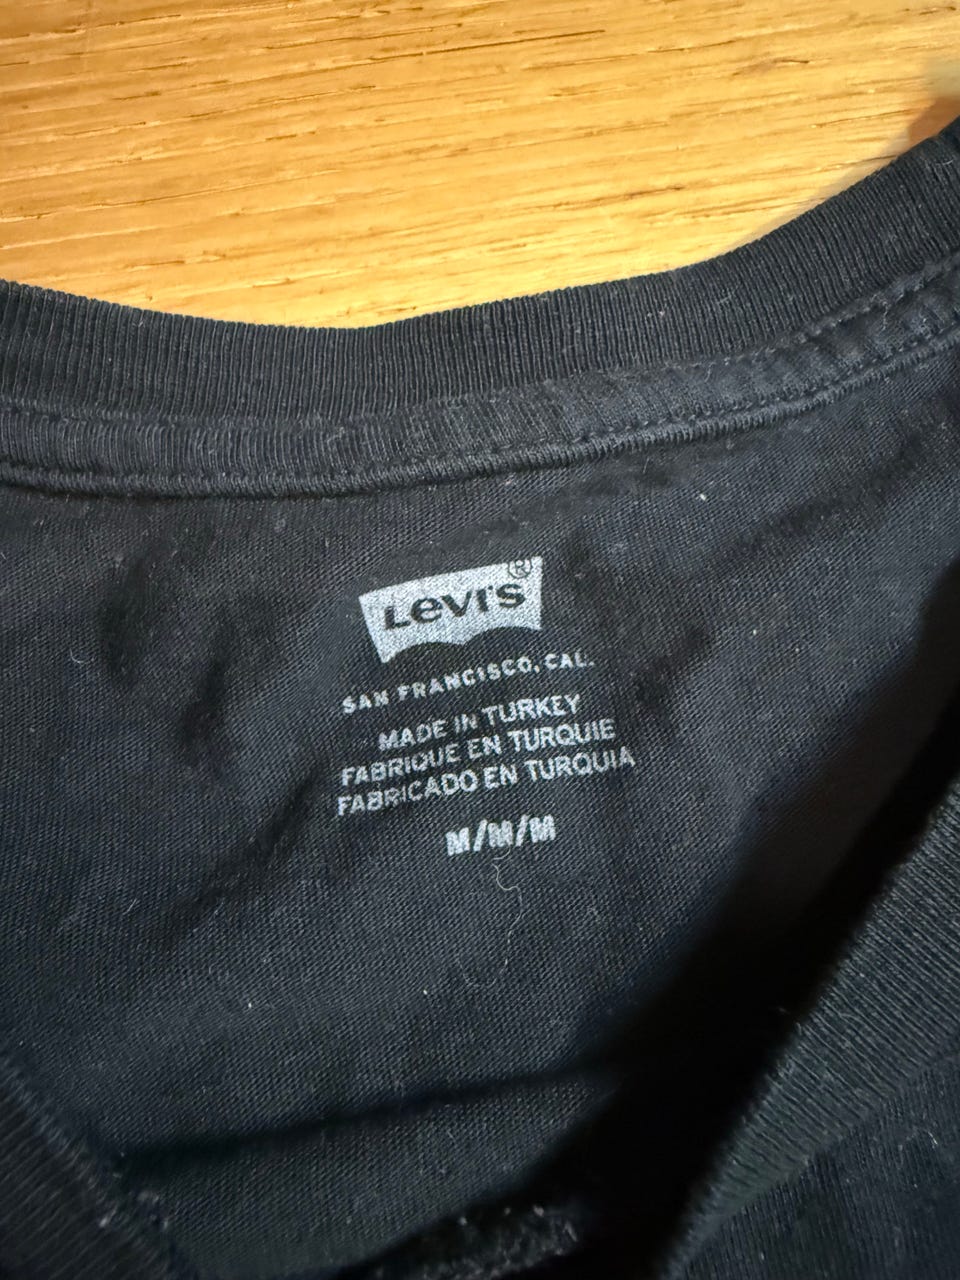 Levi's®
SAN FRANCISCO, CAL.
MADE IN TURKEY
FABRIQUE EN TURQUIE
FABRICADO EN TURQUIA
M/M/M